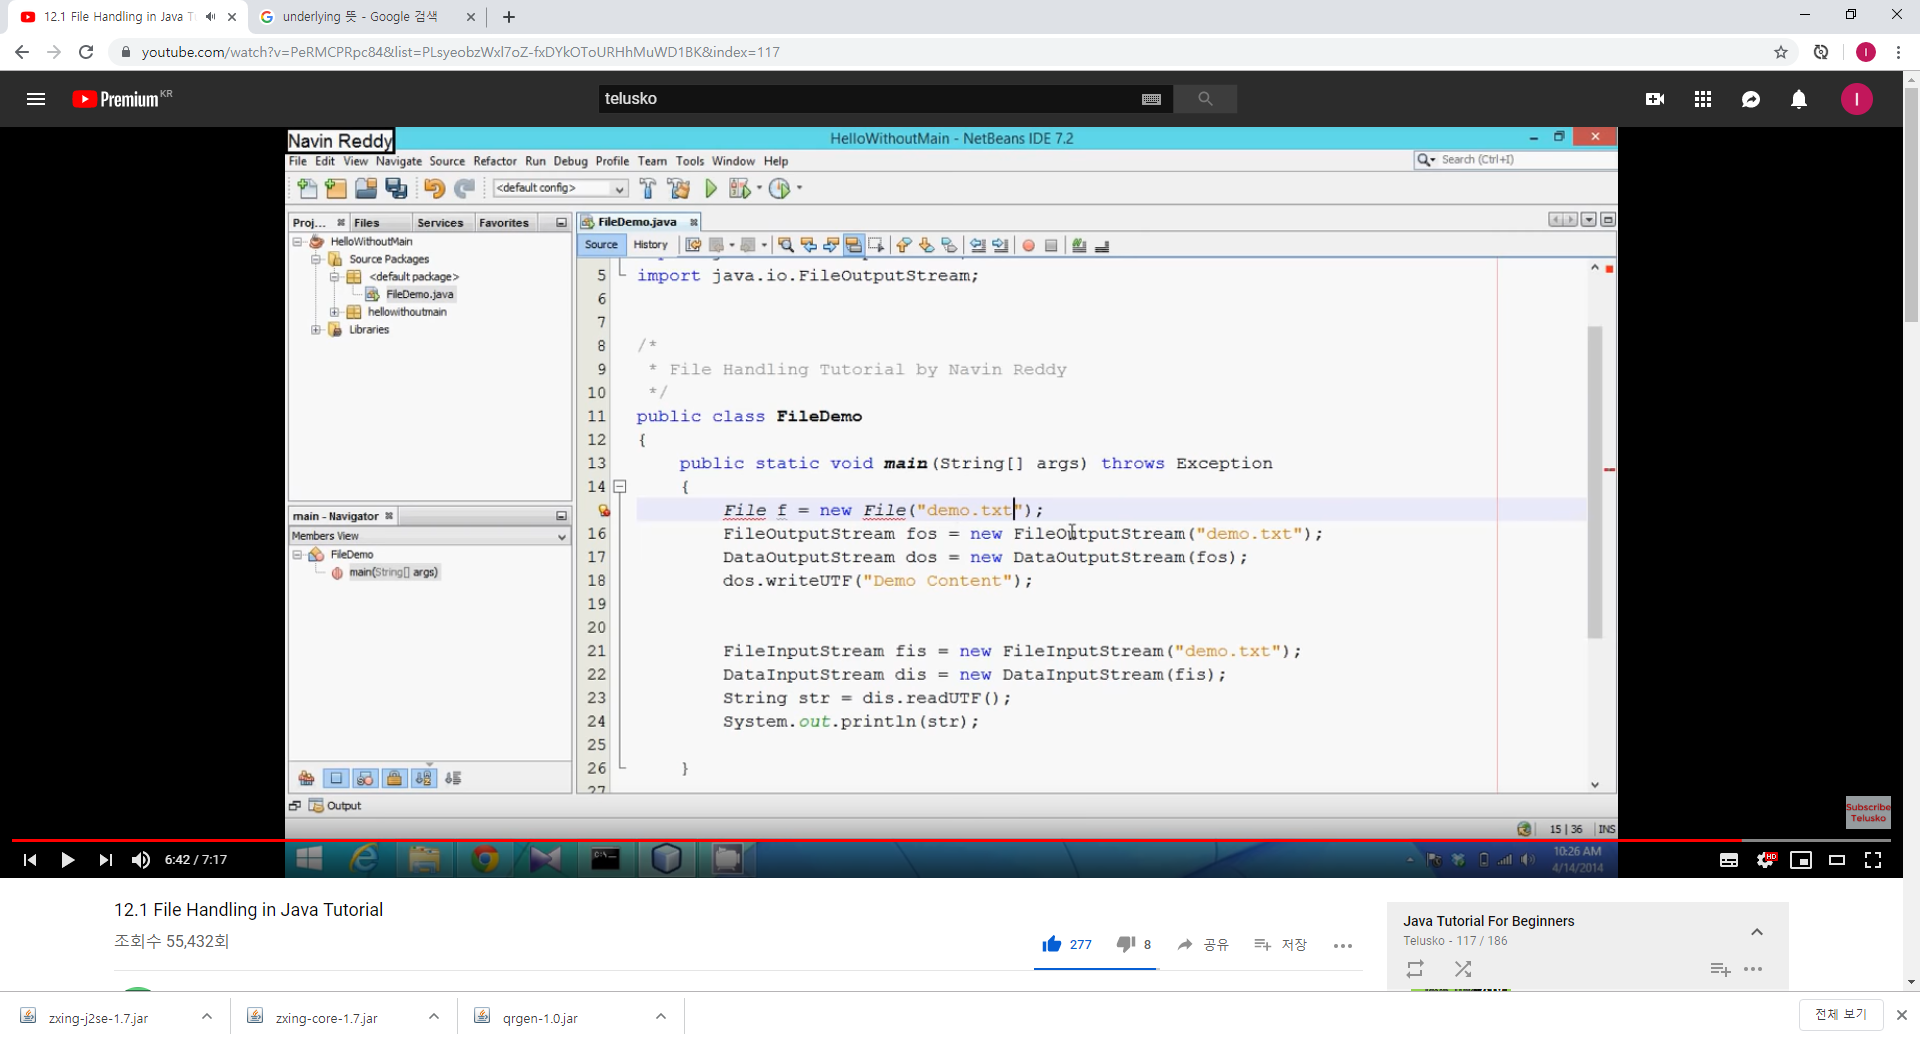 12.1 File Handling in Java T
underlying 뜻 - Google 검색
youtube.com/watch?v=PeRMCPRpc84&list=PLsyeobzWxl7oZ-fxDYkOToURHhMuWD1BK&index=117
Premium KR
telusko
Navin Reddy
HelloWithoutMain - NetBeans IDE 7.2
File Edit View Navigate Source Refactor Run Debug Profile Team Tools Window Help
Search (Ctrl+I)
<default config>
Proj... Files Services Favorites
FileDemo.java
Source History
HelloWithoutMain
Source Packages
<default package>
FileDemo.java
hellowithoutmain
Libraries
main - Navigator
Members View
FileDemo
main(String[] args)
5 import java.io.FileOutputStream;
6
7
8 /*
9 * File Handling Tutorial by Navin Reddy
10 */
11 public class FileDemo
12 {
13 public static void main(String[] args) throws Exception
14 {
File f = new File("demo.txt");
16 FileOutputStream fos = new FileOutputStream("demo.txt");
17 DataOutputStream dos = new DataOutputStream(fos);
18 dos.writeUTF("Demo Content");
19
20
21 FileInputStream fis = new FileInputStream("demo.txt");
22 DataInputStream dis = new DataInputStream(fis);
23 String str = dis.readUTF();
24 System.out.println(str);
25
26 }
27
Output
15 | 36 INS
Subscribe
Telusko
6:42 / 7:17
HD
10:26 AM
4/14/2014
12.1 File Handling in Java Tutorial
조회수 55,432회
277 8 공유 저장
Java Tutorial For Beginners
Telusko - 117 / 186
zxing-j2se-1.7.jar
zxing-core-1.7.jar
qrgen-1.0.jar
전체 보기